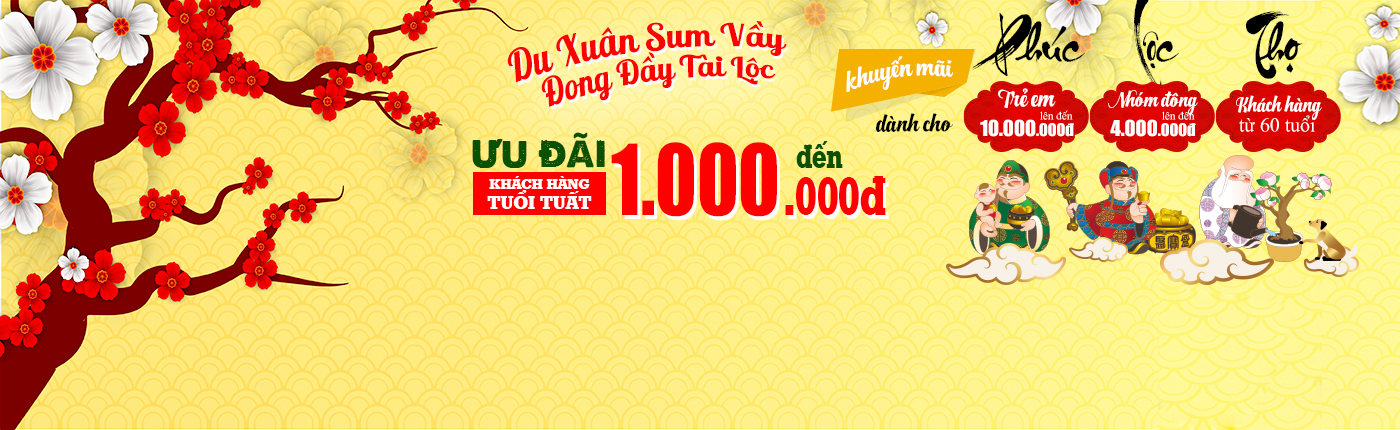 Du Xuân Sum Vầy
Đong Đầy Tài Lộc
ƯU ĐÃI
KHÁCH HÀNG
TUỔI TUẤT
đến
1.000.000đ
khuyến mãi
dành cho
Phúc
Trẻ em
lên đến
10.000.000đ
Lộc
Nhóm đông
lên đến
4.000.000đ
Thọ
Khách hàng
từ 60 tuổi